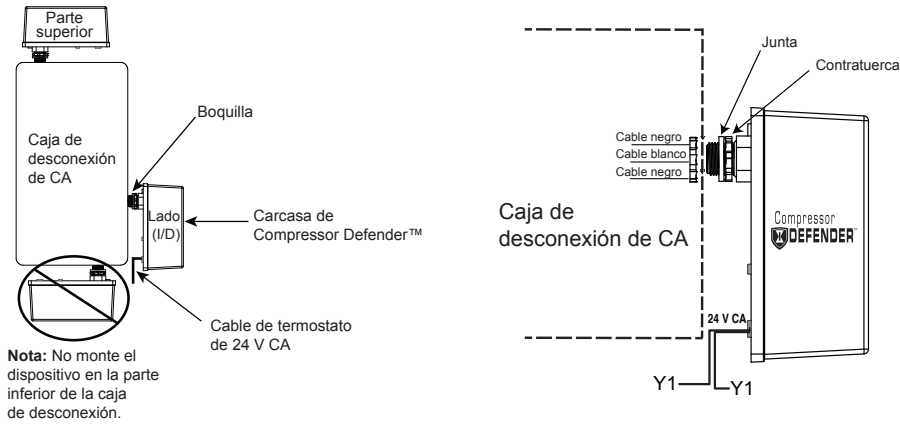 Parte
superior
Boquilla
Caja de
desconexión
de CA
Lado
(I/D)
Carcasa de
Compressor Defender™
Cable de termostato
de 24 V CA
Nota: No monte el
dispositivo en la parte
inferior de la caja
de desconexión.
Junta
Contratuerca
Cable negro
Cable blanco
Cable negro
Caja de
desconexión de CA
Compressor
DEFENDER
24 V CA
Y1
Y1